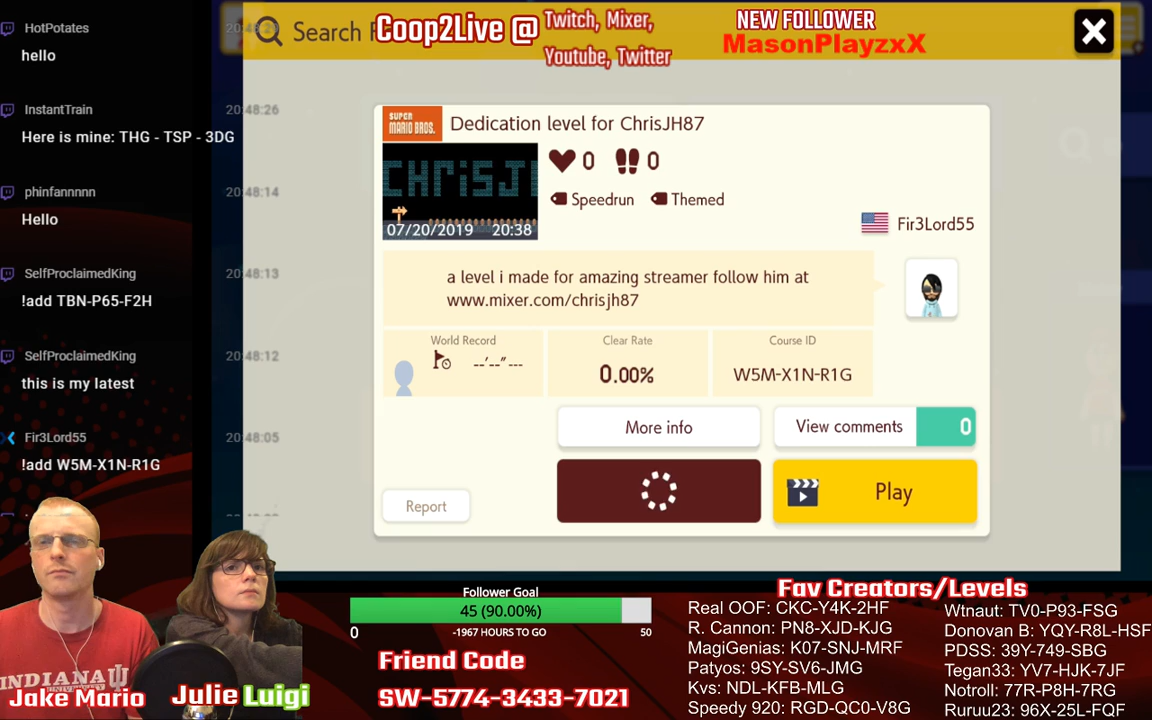 HotPotates
hello
InstantTrain
20:48:26
Here is mine: THG - TSP - 3DG
phinfannnnn
20:48:14
Hello
SelfProclaimedKing
20:48:13
!add TBN-P65-F2H
SelfProclaimedKing
20:48:12
this is my latest
Fir3Lord55
20:48:05
!add W5M-X1N-R1G
Search
Coop2Live @
Twitch, Mixer,
Youtube, Twitter
NEW FOLLOWER
MasonPlayzxX
SUPER
MARIO BROS.
Dedication level for ChrisJH87
CHRISJ
0
0
Speedrun
Themed
07/20/2019 20:38
Fir3Lord55
a level i made for amazing streamer follow him at
www.mixer.com/chrisjh87
World Record
--'--"---
Clear Rate
0.00%
Course ID
W5M-X1N-R1G
More info
View comments
0
Report
Play
INDIANA
Jake Mario
Julie Luigi
Follower Goal
45 (90.00%)
0
-1967 HOURS TO GO
50
Friend Code
SW-5774-3433-7021
Fav Creators/Levels
Real OOF: CKC-Y4K-2HF
R. Cannon: PN8-XJD-KJG
MagiGenias: K07-SNJ-MRF
Patyos: 9SY-SV6-JMG
Kvs: NDL-KFB-MLG
Speedy 920: RGD-QC0-V8G
Wtnaut: TV0-P93-FSG
Donovan B: YQY-R8L-HSF
PDSS: 39Y-749-SBG
Tegan33: YV7-HJK-7JF
Notroll: 77R-P8H-7RG
Ruruu23: 96X-25L-FQF